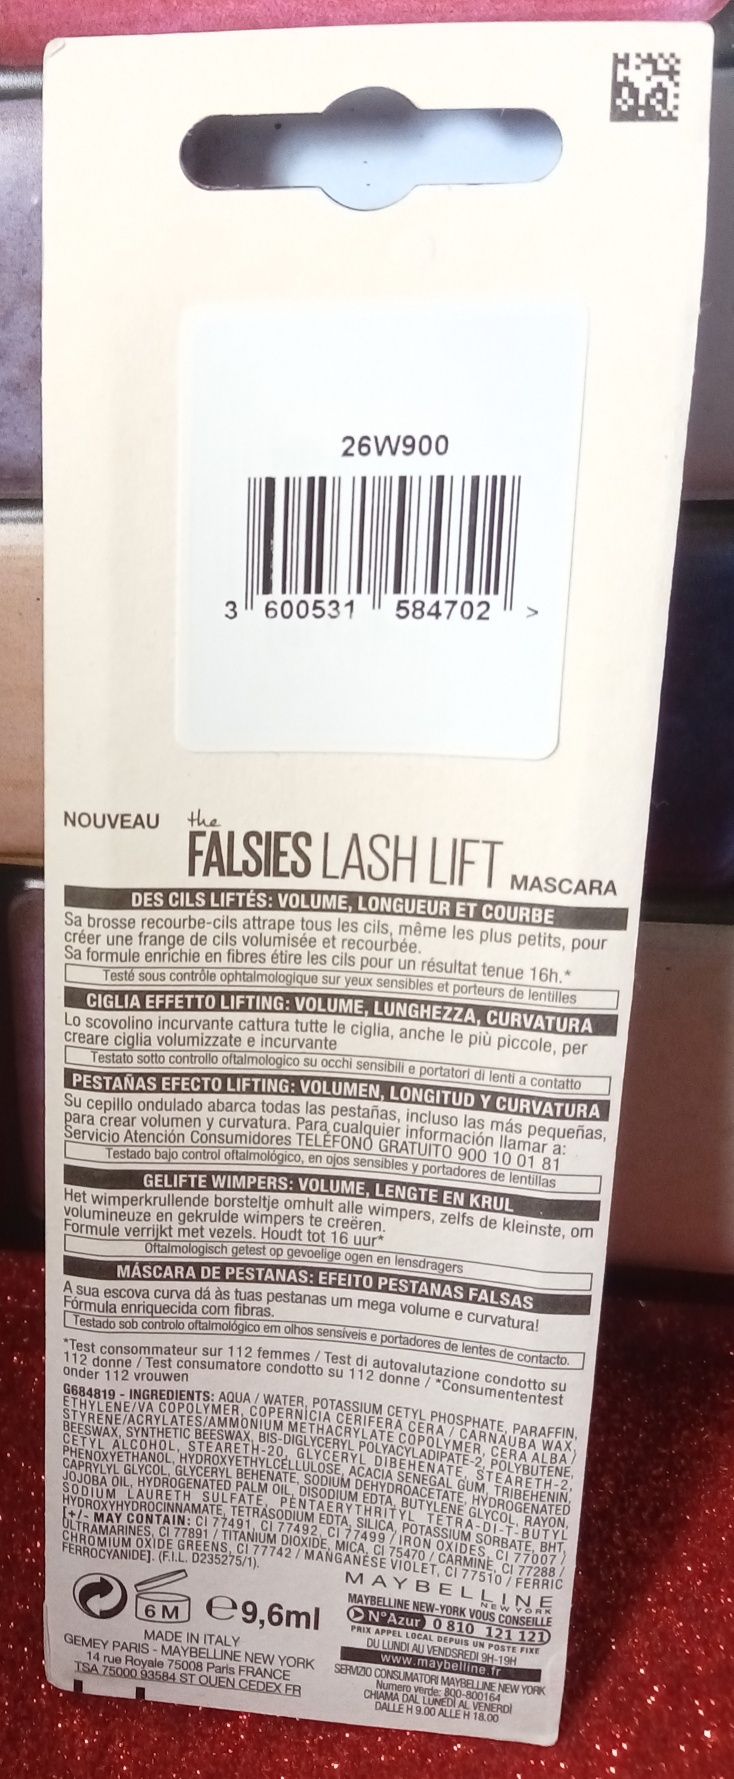 26W900
3 600531 584702 >
NOUVEAU the
FALSIES LASH LIFT MASCARA
DES CILS LIFTÉS: VOLUME, LONGUEUR ET COURBE
Sa brosse recourbe-cils attrape tous les cils, même les plus petits, pour
créer une frange de cils volumisée et recourbée.
Sa formule enrichie en fibres étire les cils pour un résultat tenue 16h.*
Testé sous contrôle ophtalmologique sur yeux sensibles et porteurs de lentilles
CIGLIA EFFETTO LIFTING: VOLUME, LUNGHEZZA, CURVATURA
Lo scovolino incurvante cattura tutte le ciglia, anche le più piccole, per
creare ciglia volumizzate e incurvante
Testato sotto controllo oftalmologico su occhi sensibili e portatori di lenti a contatto
PESTAÑAS EFECTO LIFTING: VOLUMEN, LONGITUD Y CURVATURA
Su cepillo ondulado abarca todas las pestañas, incluso las más pequeñas,
para crear volumen y curvatura. Para cualquier información llamar a:
Servicio Atención Consumidores TELÉFONO GRATUITO 900 10 01 81
Testado bajo control oftalmológico, en ojos sensibles y portadores de lentillas
GELIFTE WIMPERS: VOLUME, LENGTE EN KRUL
Het wimperkrullende borsteltje omhult alle wimpers, zelfs de kleinste, om
volumineuze en gekrulde wimpers te creëren.
Formule verrijkt met vezels. Houdt tot 16 uur*
Oftalmologisch getest op gevoelige ogen en lensdragers
MÁSCARA DE PESTANAS: EFEITO PESTANAS FALSAS
A sua escova curva dá às tuas pestanas um mega volume e curvatura!
Fórmula enriquecida com fibras.
Testado sob controlo oftalmológico em olhos sensíveis e portadores de lentes de contacto.
*Test consommateur sur 112 femmes / Test di autovalutazione condotto su
112 donne / Test consumatore condotto su 112 donne / *Consumententest
onder 112 vrouwen
G684819 - INGREDIENTS: AQUA / WATER, POTASSIUM CETYL PHOSPHATE, PARAFFIN,
ETHYLENE/VA COPOLYMER, COPERNICIA CERIFERA CERA / CARNAUBA WAX,
STYRENE/ACRYLATES/AMMONIUM METHACRYLATE COPOLYMER, CERA ALBA /
BEESWAX, SYNTHETIC BEESWAX, BIS-DIGLYCERYL POLYACYLADIPATE-2, POLYBUTENE,
CETYL ALCOHOL, STEARETH-20, GLYCERYL DIBEHENATE, STEARETH-2,
PHENOXYETHANOL, HYDROXYETHYLCELLULOSE, ACACIA SENEGAL GUM, TRIBEHENIN,
CAPRYLYL GLYCOL, GLYCERYL BEHENATE, SODIUM DEHYDROACETATE, HYDROGENATED
JOJOBA OIL, HYDROGENATED PALM OIL, DISODIUM EDTA, BUTYLENE GLYCOL, RAYON,
SODIUM LAURETH SULFATE, PENTAERYTHRITYL TETRA-DI-T-BUTYL
HYDROXYHYDROCINNAMATE, TETRASODIUM EDTA, SILICA, POTASSIUM SORBATE, BHT.
[+/- MAY CONTAIN: CI 77491, CI 77492, CI 77499 / IRON OXIDES, CI 77007 /
ULTRAMARINES, CI 77891 / TITANIUM DIOXIDE, MICA, CI 75470 / CARMINE, CI 77288 /
CHROMIUM OXIDE GREENS, CI 77742 / MANGANESE VIOLET, CI 77510 / FERRIC
FERROCYANIDE]. (F.I.L. D235275/1).
6 M e9,6ml
MADE IN ITALY
GEMEY PARIS - MAYBELLINE NEW YORK
14 rue Royale 75008 Paris FRANCE
TSA 75000 93584 ST OUEN CEDEX FR
MAYBELLINE
NEW YORK
MAYBELLINE NEW-YORK VOUS CONSEILLE
N°Azur 0 810 121 121
PRIX APPEL LOCAL DEPUIS UN POSTE FIXE
DU LUNDI AU VENDSREDI 9H-19H
www.maybelline.fr
SERVIZIO CONSUMATORI MAYBELLINE NEW YORK
Numero verde: 800-800164
CHIAMA DAL LUNEDÌ AL VENERDÌ
DALLE H 9.00 ALLE H 18.00